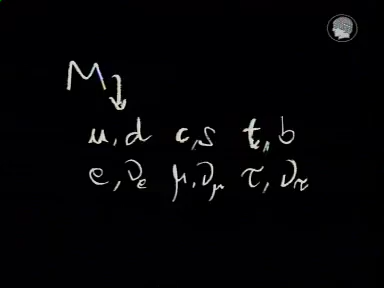 M
u, d c, s t, b
e, ν_e μ, ν_μ τ, ν_τ